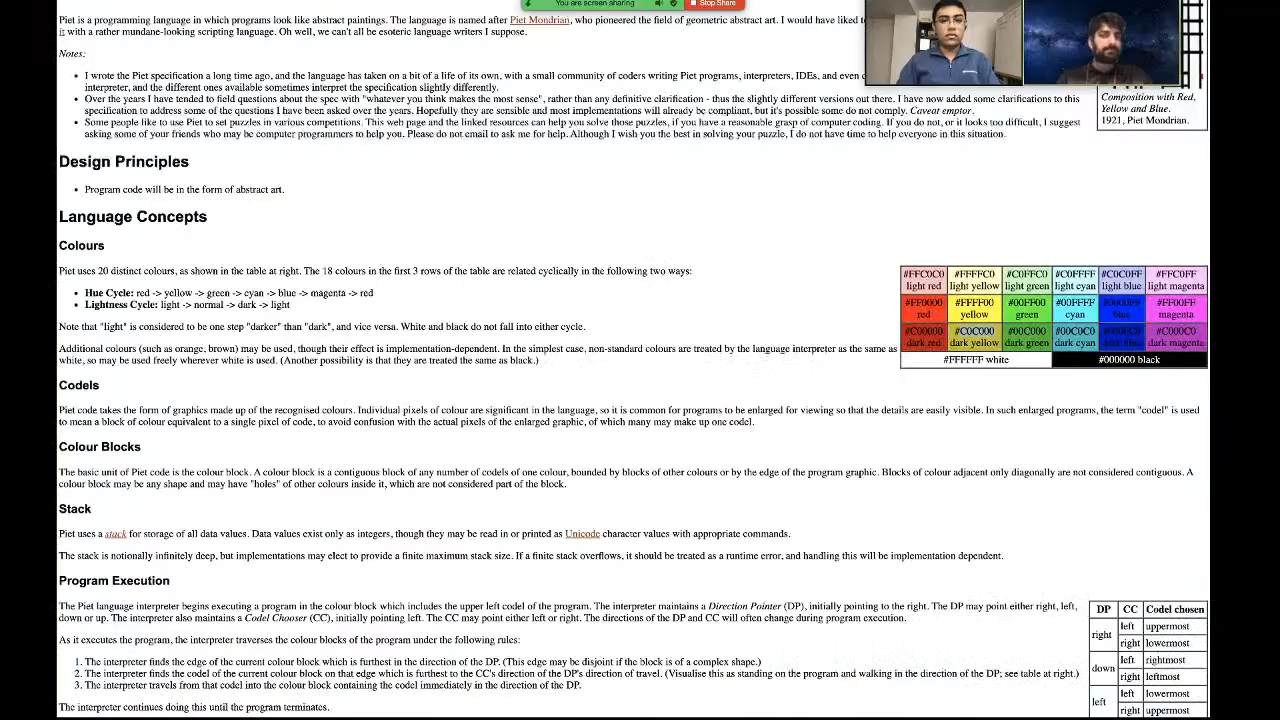 You are screen sharing
Stop Share
Piet is a programming language in which programs look like abstract paintings. The language is named after Piet Mondrian, who pioneered the field of geometric abstract art. I would have liked t
it with a rather mundane-looking scripting language. Oh well, we can't all be esoteric language writers I suppose.
Notes:
• I wrote the Piet specification a long time ago, and the language has taken on a bit of a life of its own, with a small community of coders writing Piet programs, interpreters, IDEs, and even c
interpreter, and the different ones available sometimes interpret the specification slightly differently.
• Over the years I have tended to field questions about the spec with "whatever you think makes the most sense", rather than any definitive clarification - thus the slightly different versions out there. I have now added some clarifications to this
specification to address some of the questions I have been asked over the years. Hopefully they are sensible and most implementations will already be compliant, but it's possible some do not comply. Caveat emptor.
• Some people like to use Piet to set puzzles in various competitions. This web page and the linked resources can help you solve those puzzles, if you have a reasonable grasp of computer coding. If you do not, or it looks too difficult, I suggest
asking some of your friends who may be computer programmers to help you. Please do not email to ask me for help. Although I wish you the best in solving your puzzle, I do not have time to help everyone in this situation.
Composition with Red,
Yellow and Blue.
1921, Piet Mondrian.
Design Principles
• Program code will be in the form of abstract art.
Language Concepts
Colours
Piet uses 20 distinct colours, as shown in the table at right. The 18 colours in the first 3 rows of the table are related cyclically in the following two ways:
• Hue Cycle: red -> yellow -> green -> cyan -> blue -> magenta -> red
• Lightness Cycle: light -> normal -> dark -> light
Note that "light" is considered to be one step "darker" than "dark", and vice versa. White and black do not fall into either cycle.
Additional colours (such as orange, brown) may be used, though their effect is implementation-dependent. In the simplest case, non-standard colours are treated by the language interpreter as the same as
white, so may be used freely wherever white is used. (Another possibility is that they are treated the same as black.)
#FFC0C0 #FFFFC0 #C0FFC0 #C0FFFF #C0C0FF #FFC0FF
light red light yellow light green light cyan light blue light magenta
#FF0000 #FFFF00 #00FF00 #00FFFF #0000FF #FF00FF
red yellow green cyan blue magenta
#C00000 #C0C000 #00C000 #00C0C0 #0000C0 #C000C0
dark red dark yellow dark green dark cyan dark blue dark magenta
#FFFFFF white #000000 black
Codels
Piet code takes the form of graphics made up of the recognised colours. Individual pixels of colour are significant in the language, so it is common for programs to be enlarged for viewing so that the details are easily visible. In such enlarged programs, the term "codel" is used
to mean a block of colour equivalent to a single pixel of code, to avoid confusion with the actual pixels of the enlarged graphic, of which many may make up one codel.
Colour Blocks
The basic unit of Piet code is the colour block. A colour block is a contiguous block of any number of codels of one colour, bounded by blocks of other colours or by the edge of the program graphic. Blocks of colour adjacent only diagonally are not considered contiguous. A
colour block may be any shape and may have "holes" of other colours inside it, which are not considered part of the block.
Stack
Piet uses a stack for storage of all data values. Data values exist only as integers, though they may be read in or printed as Unicode character values with appropriate commands.
The stack is notionally infinitely deep, but implementations may elect to provide a finite maximum stack size. If a finite stack overflows, it should be treated as a runtime error, and handling this will be implementation dependent.
Program Execution
The Piet language interpreter begins executing a program in the colour block which includes the upper left codel of the program. The interpreter maintains a Direction Pointer (DP), initially pointing to the right. The DP may point either right, left,
down or up. The interpreter also maintains a Codel Chooser (CC), initially pointing left. The CC may point either left or right. The directions of the DP and CC will often change during program execution.
As it executes the program, the interpreter traverses the colour blocks of the program under the following rules:
1. The interpreter finds the edge of the current colour block which is furthest in the direction of the DP. (This edge may be disjoint if the block is of a complex shape.)
2. The interpreter finds the codel of the current colour block on that edge which is furthest to the CC's direction of the DP's direction of travel. (Visualise this as standing on the program and walking in the direction of the DP; see table at right.)
3. The interpreter travels from that codel into the colour block containing the codel immediately in the direction of the DP.
The interpreter continues doing this until the program terminates.
DP CC Codel chosen
right left uppermost
right lowermost
down left rightmost
right leftmost
left left lowermost
right uppermost